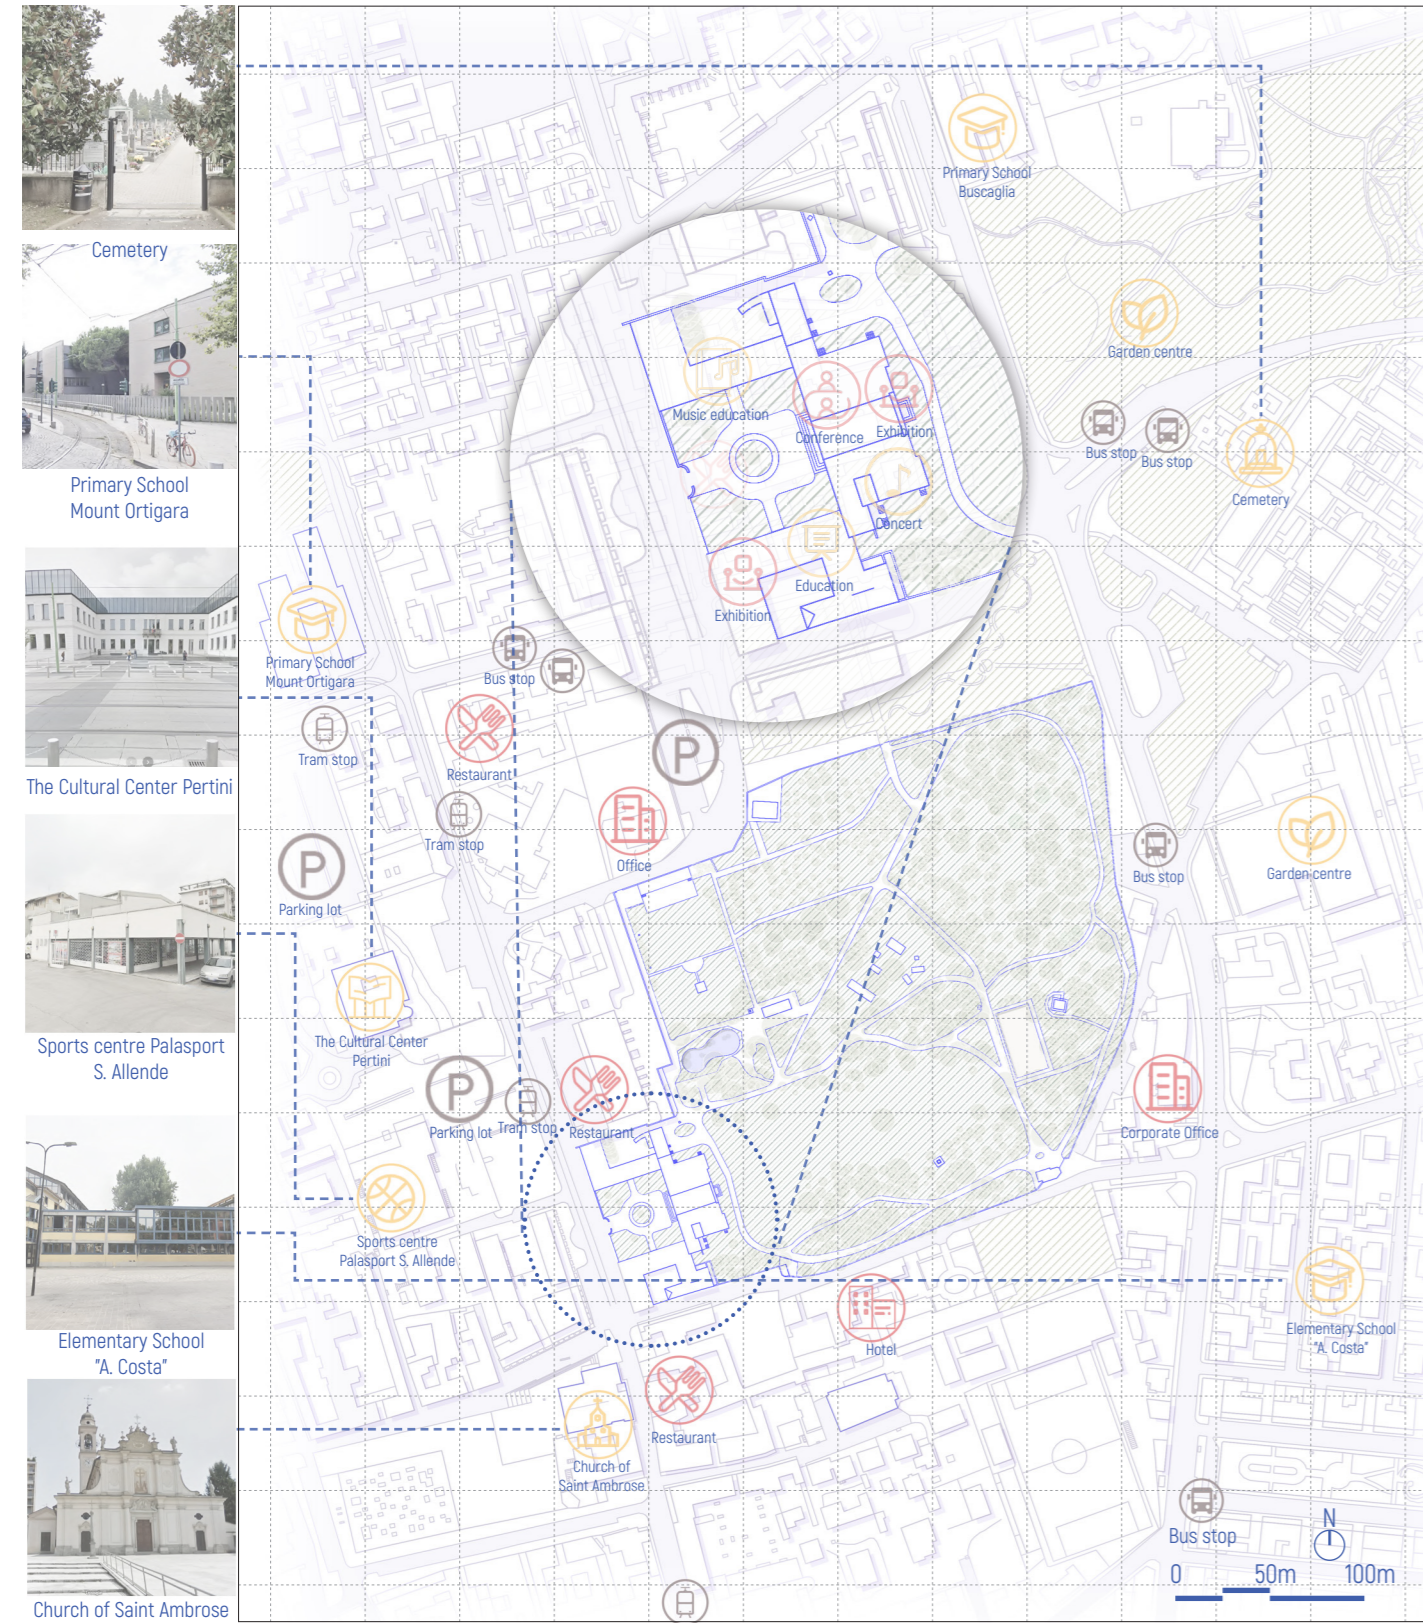 Cemetery
Primary School
Mount Ortigara
The Cultural Center Pertini
Sports centre Palasport
S. Allende
Elementary School
"A. Costa"
Church of Saint Ambrose
Primary School
Buscaglia
Garden centre
Bus stop
Bus stop
Cemetery
Music education
Conference
Exhibition
Concert
Education
Exhibition
Primary School
Mount Ortigara
Bus stop
Tram stop
Restaurant
P
Tram stop
Office
P
Parking lot
Bus stop
Garden centre
The Cultural Center
Pertini
P
Parking lot
Tram stop
Restaurant
Corporate Office
Sports centre
Palasport S. Allende
Hotel
Elementary School
"A. Costa"
Restaurant
Church of
Saint Ambrose
Bus stop
N
0 50m 100m